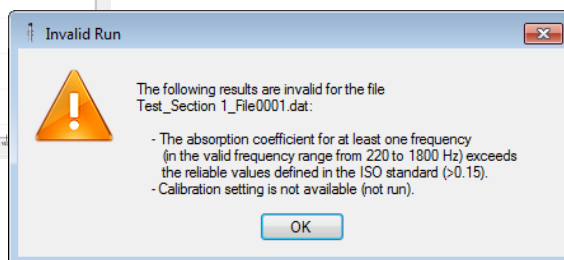 Invalid Run
The following results are invalid for the file
Test_Section 1_File0001.dat:
- The absorption coefficient for at least one frequency
(in the valid frequency range from 220 to 1800 Hz) exceeds
the reliable values defined in the ISO standard (>0.15).
- Calibration setting is not available (not run).
OK